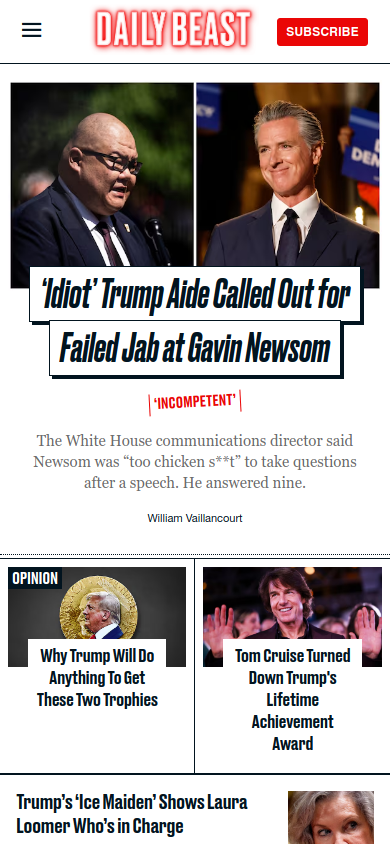 DAILY BEAST
SUBSCRIBE
‘Idiot’ Trump Aide Called Out for
Failed Jab at Gavin Newsom
‘INCOMPETENT’
The White House communications director said
Newsom was “too chicken s**t” to take questions
after a speech. He answered nine.
William Vaillancourt
OPINION
Why Trump Will Do
Anything To Get
These Two Trophies
Tom Cruise Turned
Down Trump’s
Lifetime
Achievement
Award
Trump’s ‘Ice Maiden’ Shows Laura
Loomer Who’s in Charge